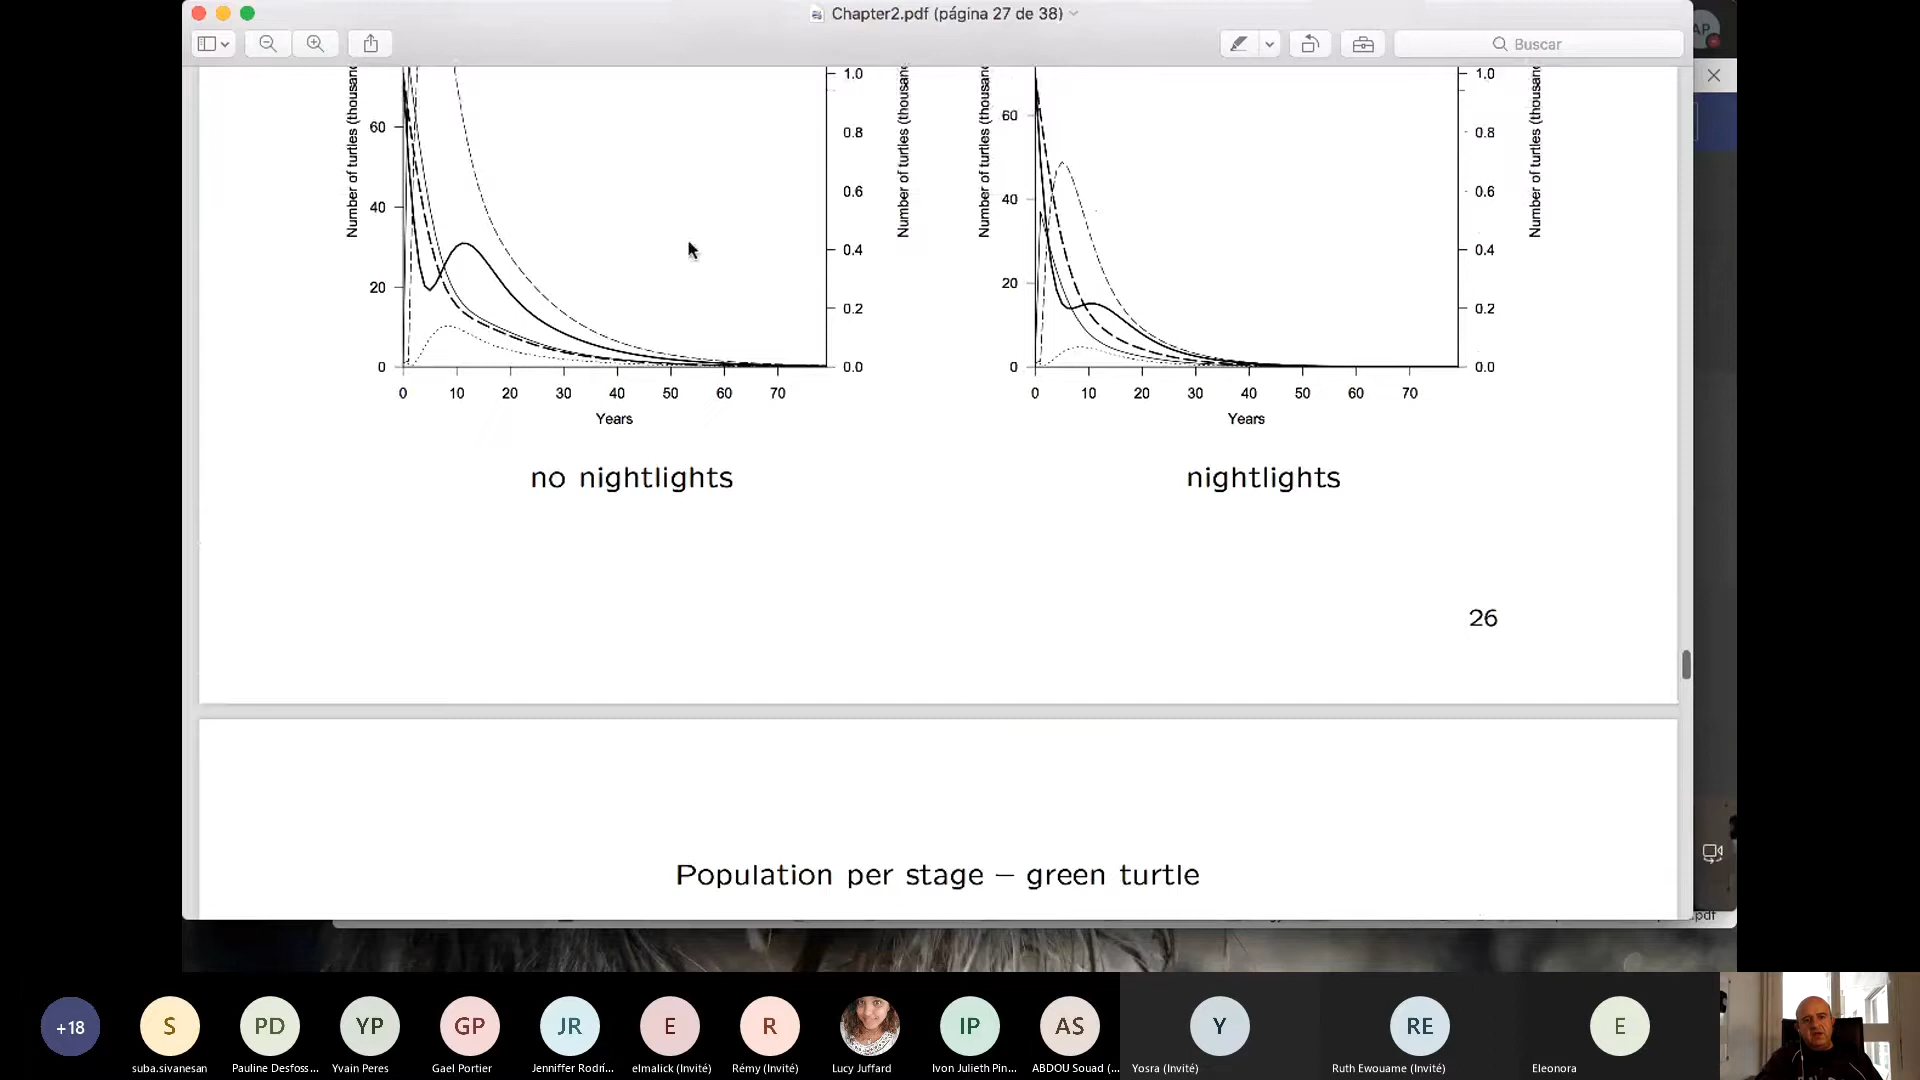 Chapter2.pdf (página 27 de 38)
Buscar
AP
Number of turtles (thousan
60
40
20
0
1.0
0.8
0.6
0.4
0.2
0.0
0 10 20 30 40 50 60 70
Years
Number of turtles (thousand
Number of turtles (thousan
60
40
20
0
1.0
0.8
0.6
0.4
0.2
0.0
0 10 20 30 40 50 60 70
Years
Number of turtles (thousand
no nightlights
nightlights
26
Population per stage – green turtle
.pdf
+18
S
PD
YP
GP
JR
E
R
IP
AS
Y
RE
E
suba.sivanesan
Pauline Desfoss...
Yvain Peres
Gael Portier
Jenniffer Rodrí...
elmalick (Invité)
Rémy (Invité)
Lucy Juffard
Ivon Julieth Pin...
ABDOU Souad (...
Yosra (Invité)
Ruth Ewouame (Invité)
Eleonora